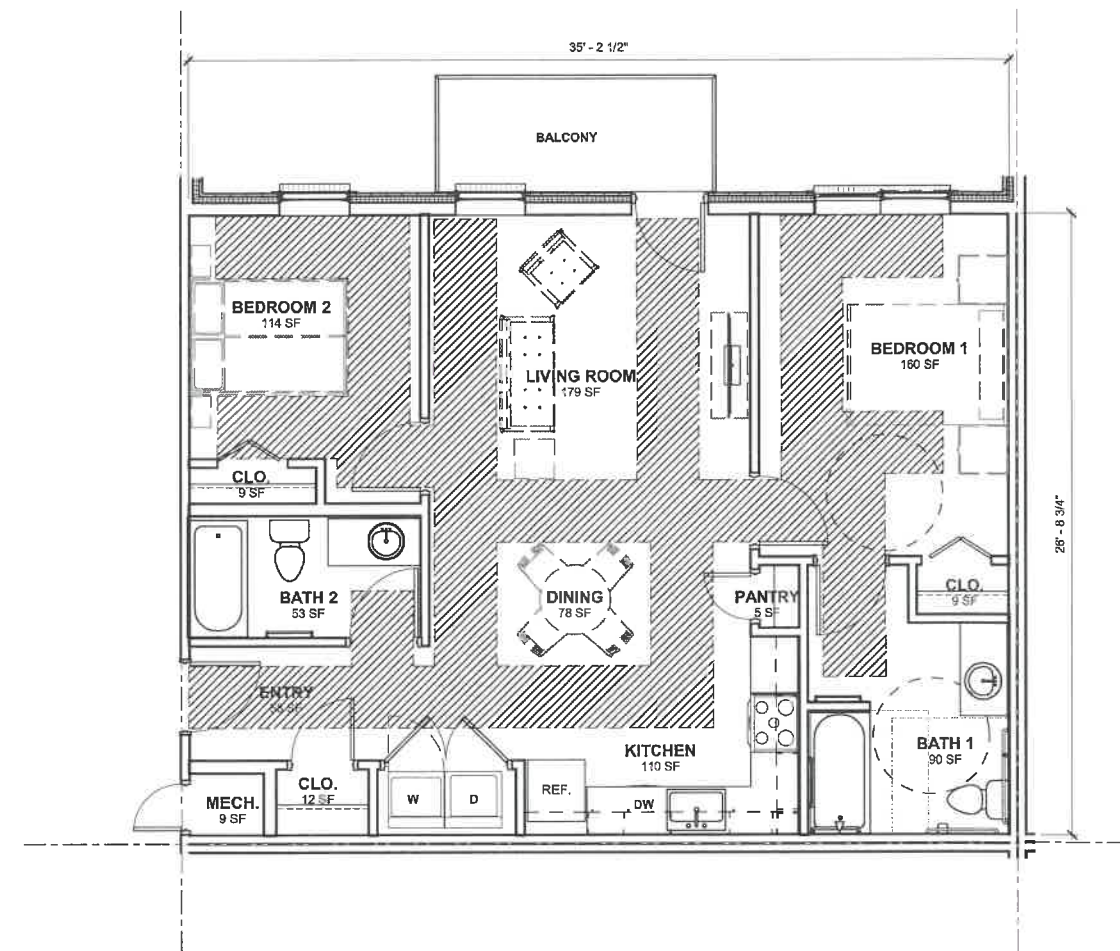 35' - 2 1/2"
BALCONY
BEDROOM 2
114 SF
LIVING ROOM
179 SF
BEDROOM 1
160 SF
CLO.
9 SF
26' - 8 3/4"
BATH 2
53 SF
DINING
78 SF
PANTRY
5 SF
CLO.
9 SF
ENTRY
58 SF
KITCHEN
110 SF
BATH 1
90 SF
MECH.
9 SF
CLO.
12 SF
W
D
REF.
DW